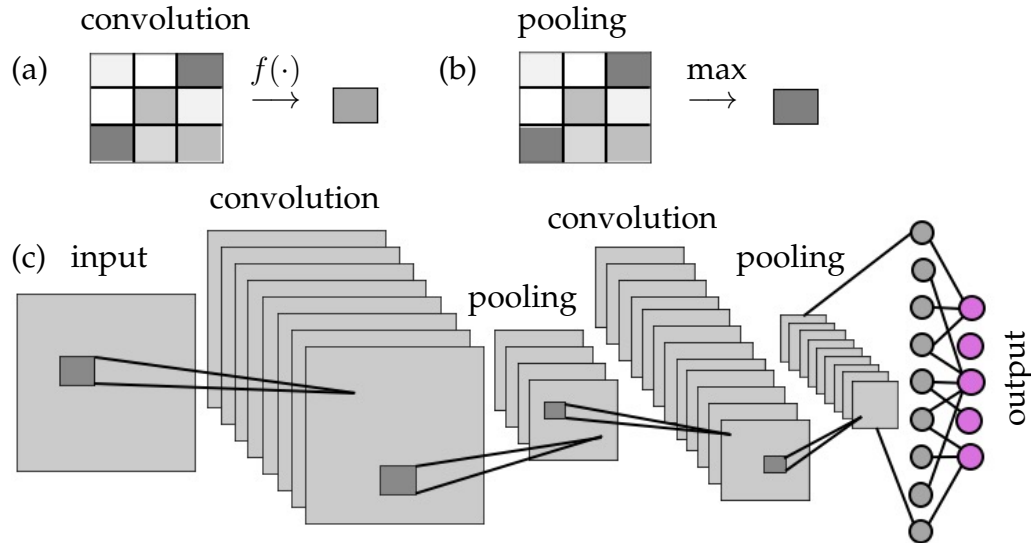 convolution
(a)
f(·)
→
pooling
(b)
max
→
convolution
(c) input
pooling
convolution
pooling
output